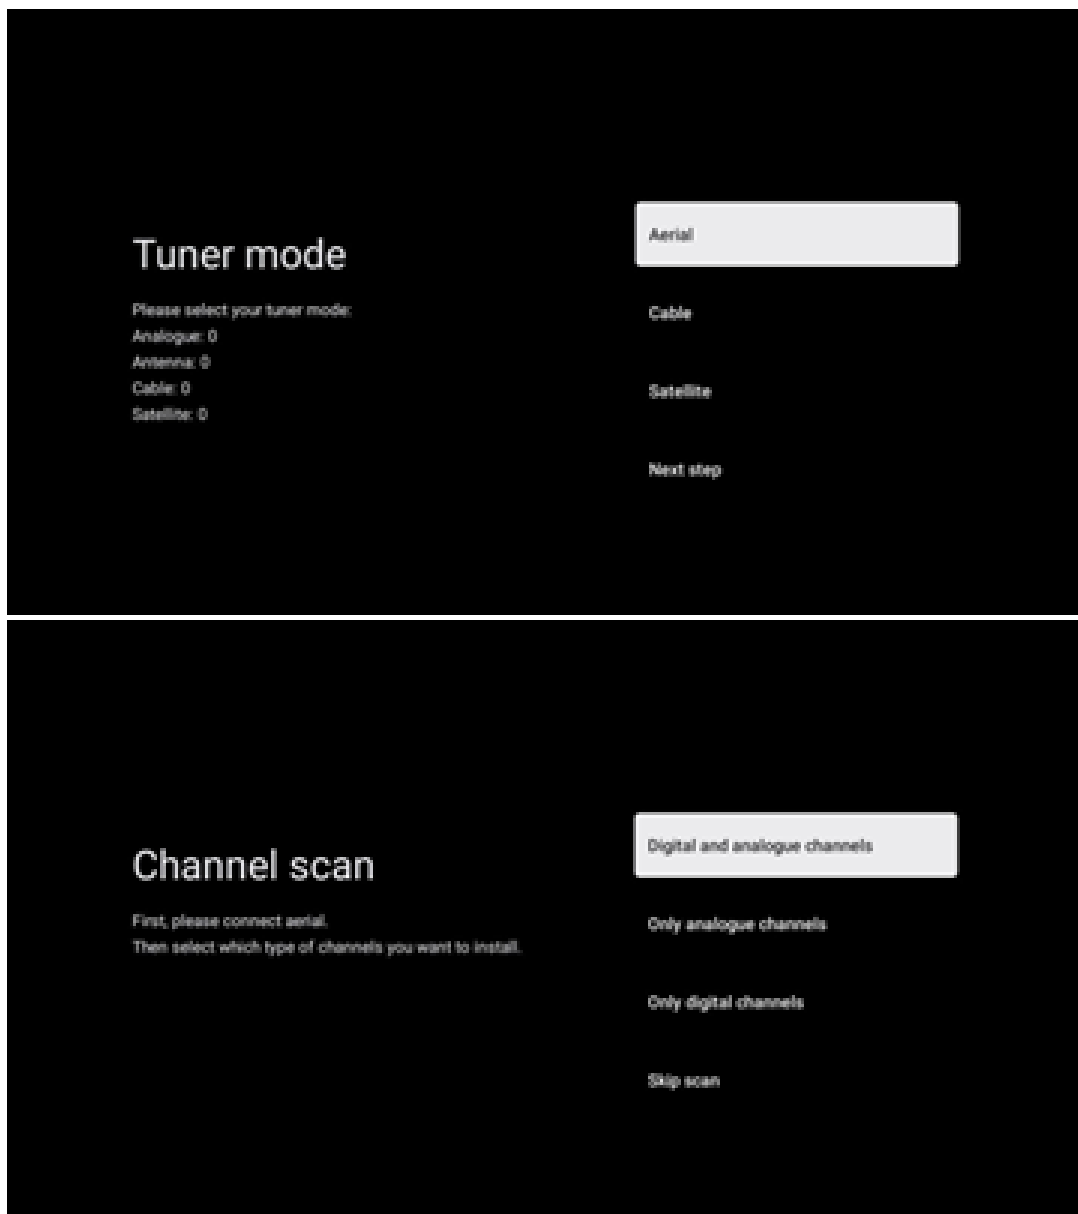 Tuner mode
Please select your tuner mode:
Analogue: 0
Antenna: 0
Cable: 0
Satellite: 0
Aerial
Cable
Satellite
Next step
Channel scan
First, please connect aerial.
Then select which type of channels you want to install.
Digital and analogue channels
Only analogue channels
Only digital channels
Skip scan